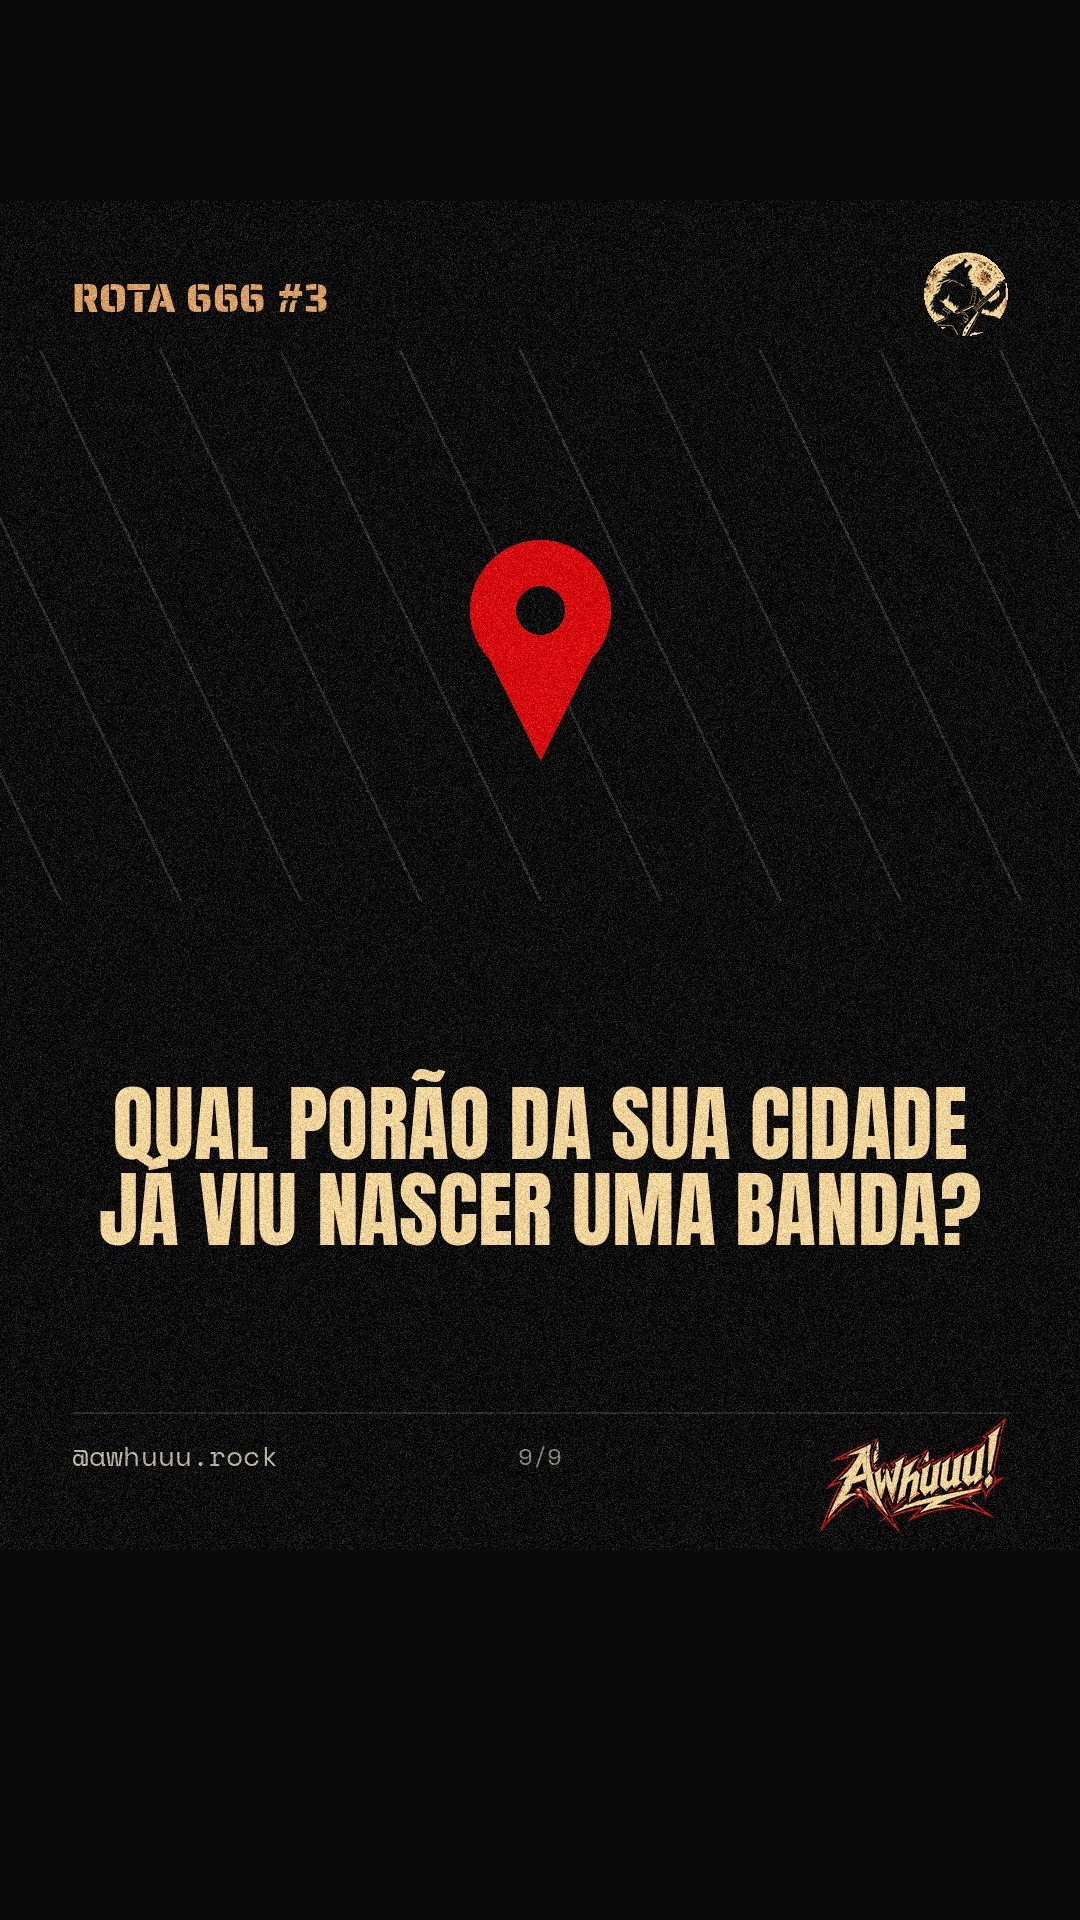 ROTA 666 #3
QUAL PORÃO DA SUA CIDADE
JÁ VIU NASCER UMA BANDA?
@awhuuu.rock
9/9
Awhuuu!